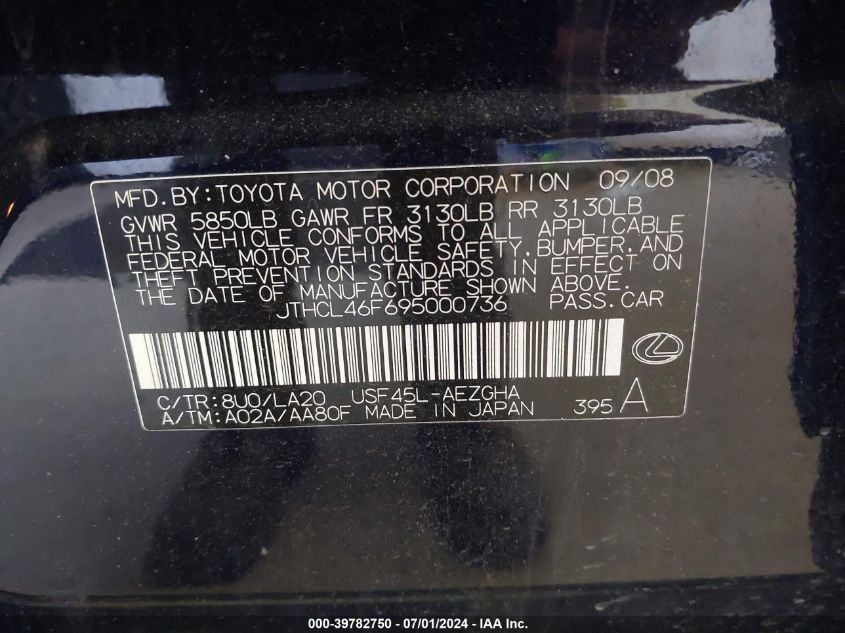 MFD.BY:TOYOTA MOTOR CORPORATION 09/08
GVWR 5850LB GAWR FR 3130LB RR 3130LB
THIS VEHICLE CONFORMS TO ALL APPLICABLE
FEDERAL MOTOR VEHICLE SAFETY, BUMPER, AND
THEFT PREVENTION STANDARDS IN EFFECT ON
THE DATE OF MANUFACTURE SHOWN ABOVE.
JTHCL46F695000736 PASS.CAR
C/TR:8U0/LA20 USF45L-AEZGHA
A/TM:A02A/AA80F MADE IN JAPAN 395 A
000-39782750 // 07/01/2024 // IAA Inc.